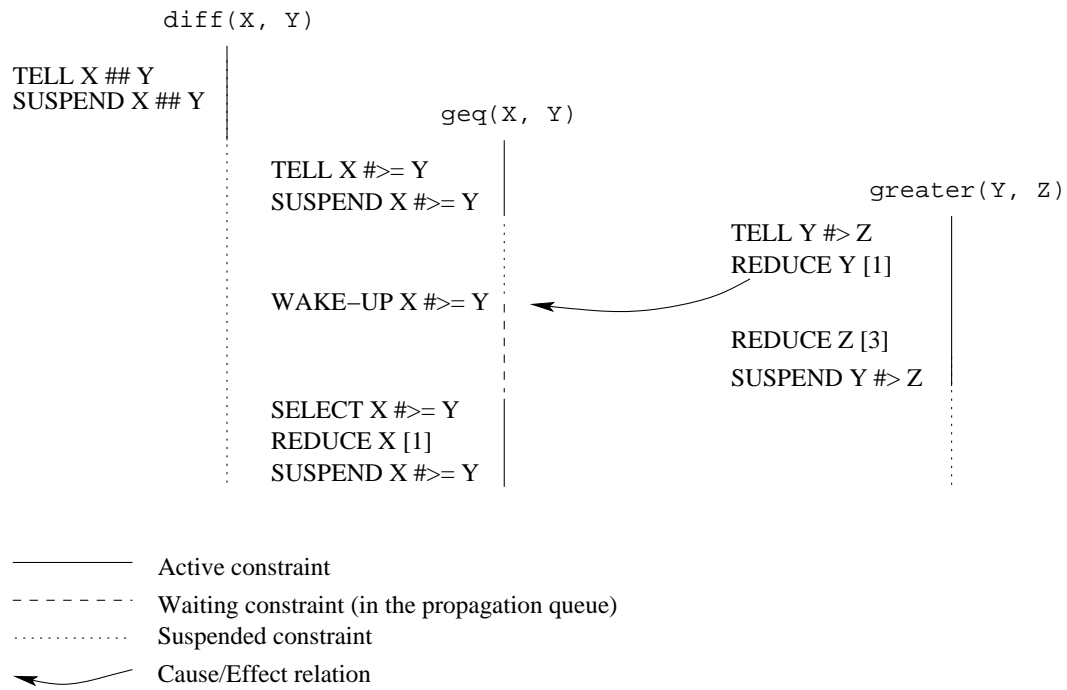 diff(X, Y)
TELL X ## Y
SUSPEND X ## Y
geq(X, Y)
TELL X #>= Y
SUSPEND X #>= Y
greater(Y, Z)
TELL Y #> Z
REDUCE Y [1]
WAKE−UP X #>= Y
REDUCE Z [3]
SUSPEND Y #> Z
SELECT X #>= Y
REDUCE X [1]
SUSPEND X #>= Y
Active constraint
Waiting constraint (in the propagation queue)
Suspended constraint
Cause/Effect relation